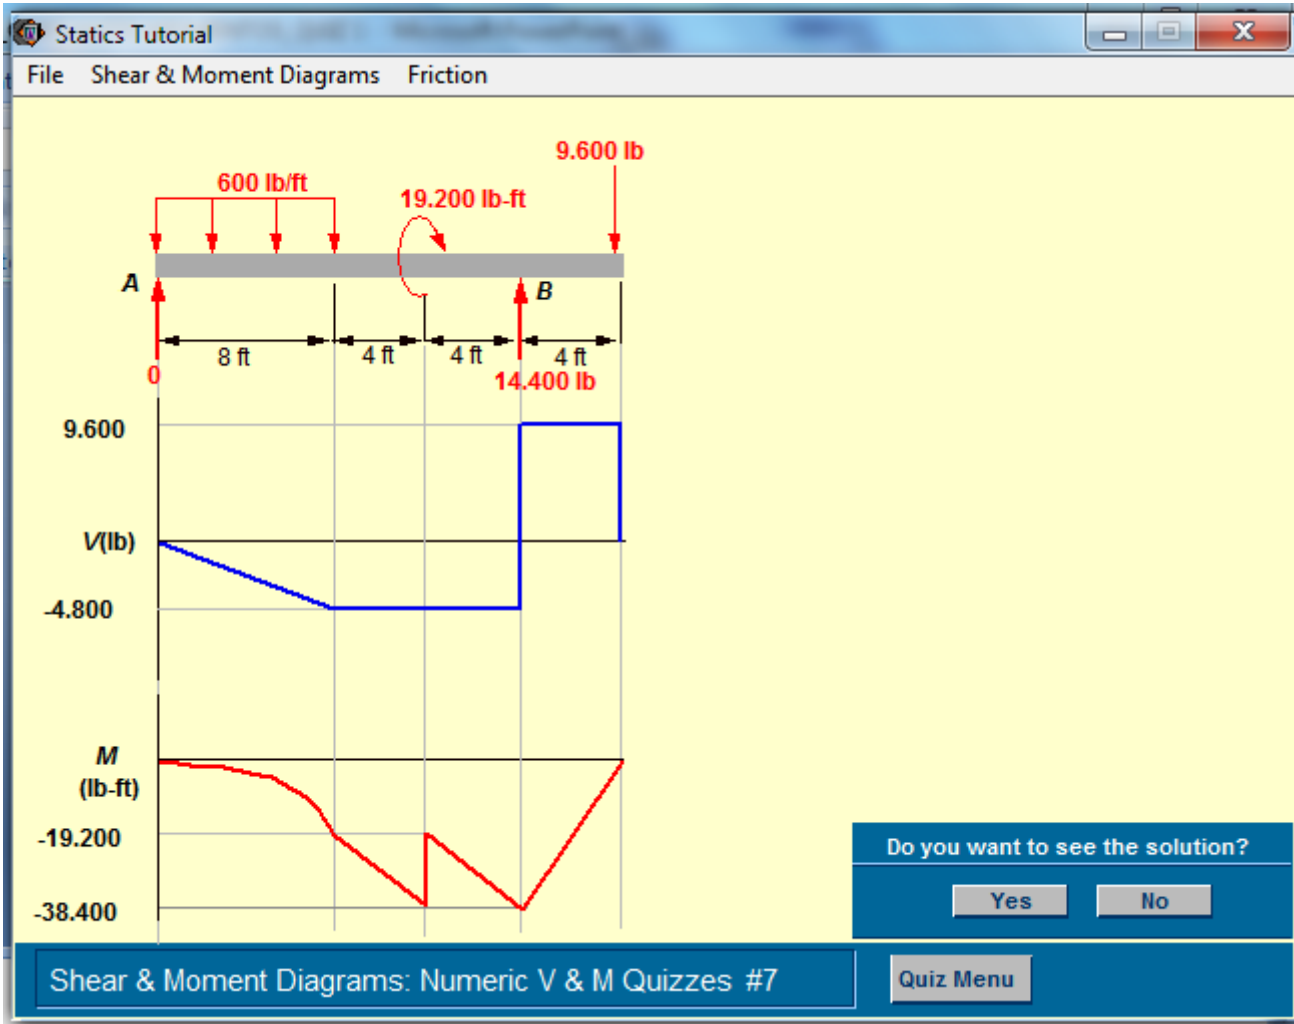 Statics Tutorial
File Shear & Moment Diagrams Friction
9.600 lb
600 lb/ft
19.200 lb-ft
A
B
8 ft
4 ft
4 ft
4 ft
0
14.400 lb
9.600
V(lb)
-4.800
M
(lb-ft)
-19.200
-38.400
Do you want to see the solution?
Yes No
Shear & Moment Diagrams: Numeric V & M Quizzes #7
Quiz Menu